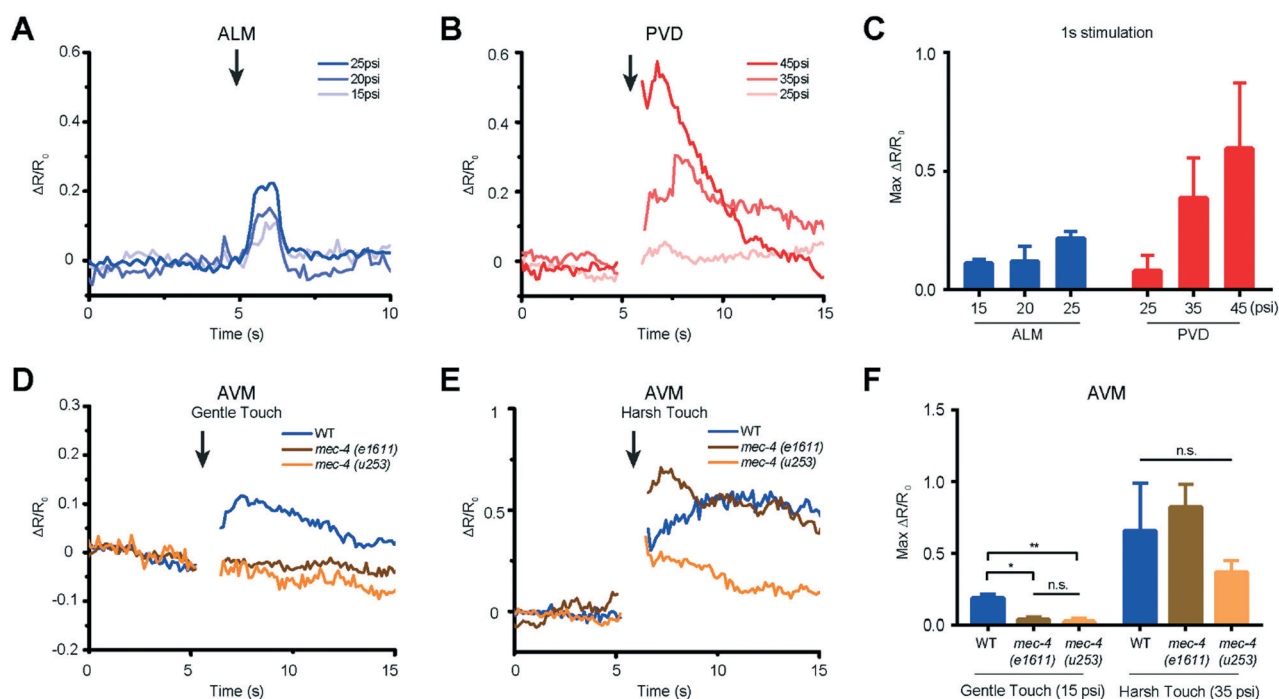 A
ALM
0.6
0.4
0.2
0
ΔR/R₀
25psi
20psi
15psi
0
5
10
Time (s)
B
PVD
0.6
0.4
0.2
0
ΔR/R₀
45psi
35psi
25psi
0
5
10
15
Time (s)
C
1s stimulation
1.0
0.5
0.0
Max ΔR/R₀
15 20 25
25 35 45 (psi)
ALM
PVD
D
AVM
Gentle Touch
0.3
0.2
0.1
0
-0.1
-0.2
ΔR/R₀
WT
mec-4 (e1611)
mec-4 (u253)
0
5
10
15
Time (s)
E
AVM
Harsh Touch
1
0.5
0
ΔR/R₀
WT
mec-4 (e1611)
mec-4 (u253)
0
5
10
15
Time (s)
F
AVM
1.5
1.0
0.5
0.0
Max ΔR/R₀
**
*
n.s.
n.s.
WT mec-4 mec-4
(e1611) (u253)
WT mec-4 mec-4
(e1611) (u253)
Gentle Touch (15 psi)
Harsh Touch (35 psi)